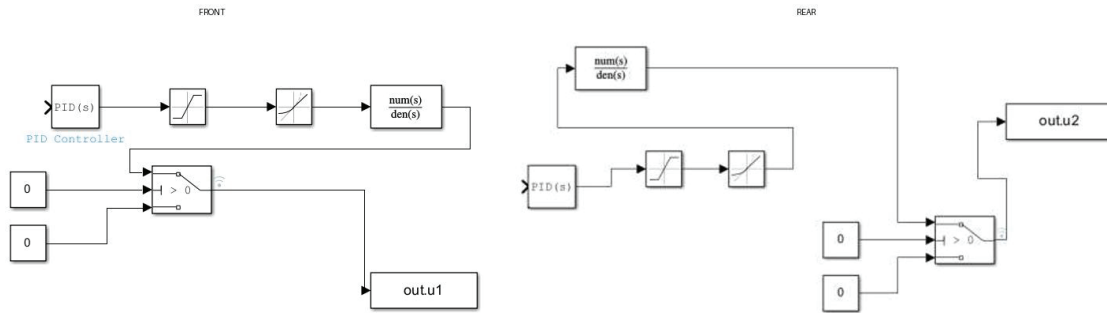 FRONT
PID(s)
num(s)
den(s)
PID Controller
0
> 0
0
out.u1
REAR
num(s)
den(s)
PID(s)
out.u2
0
> 0
0